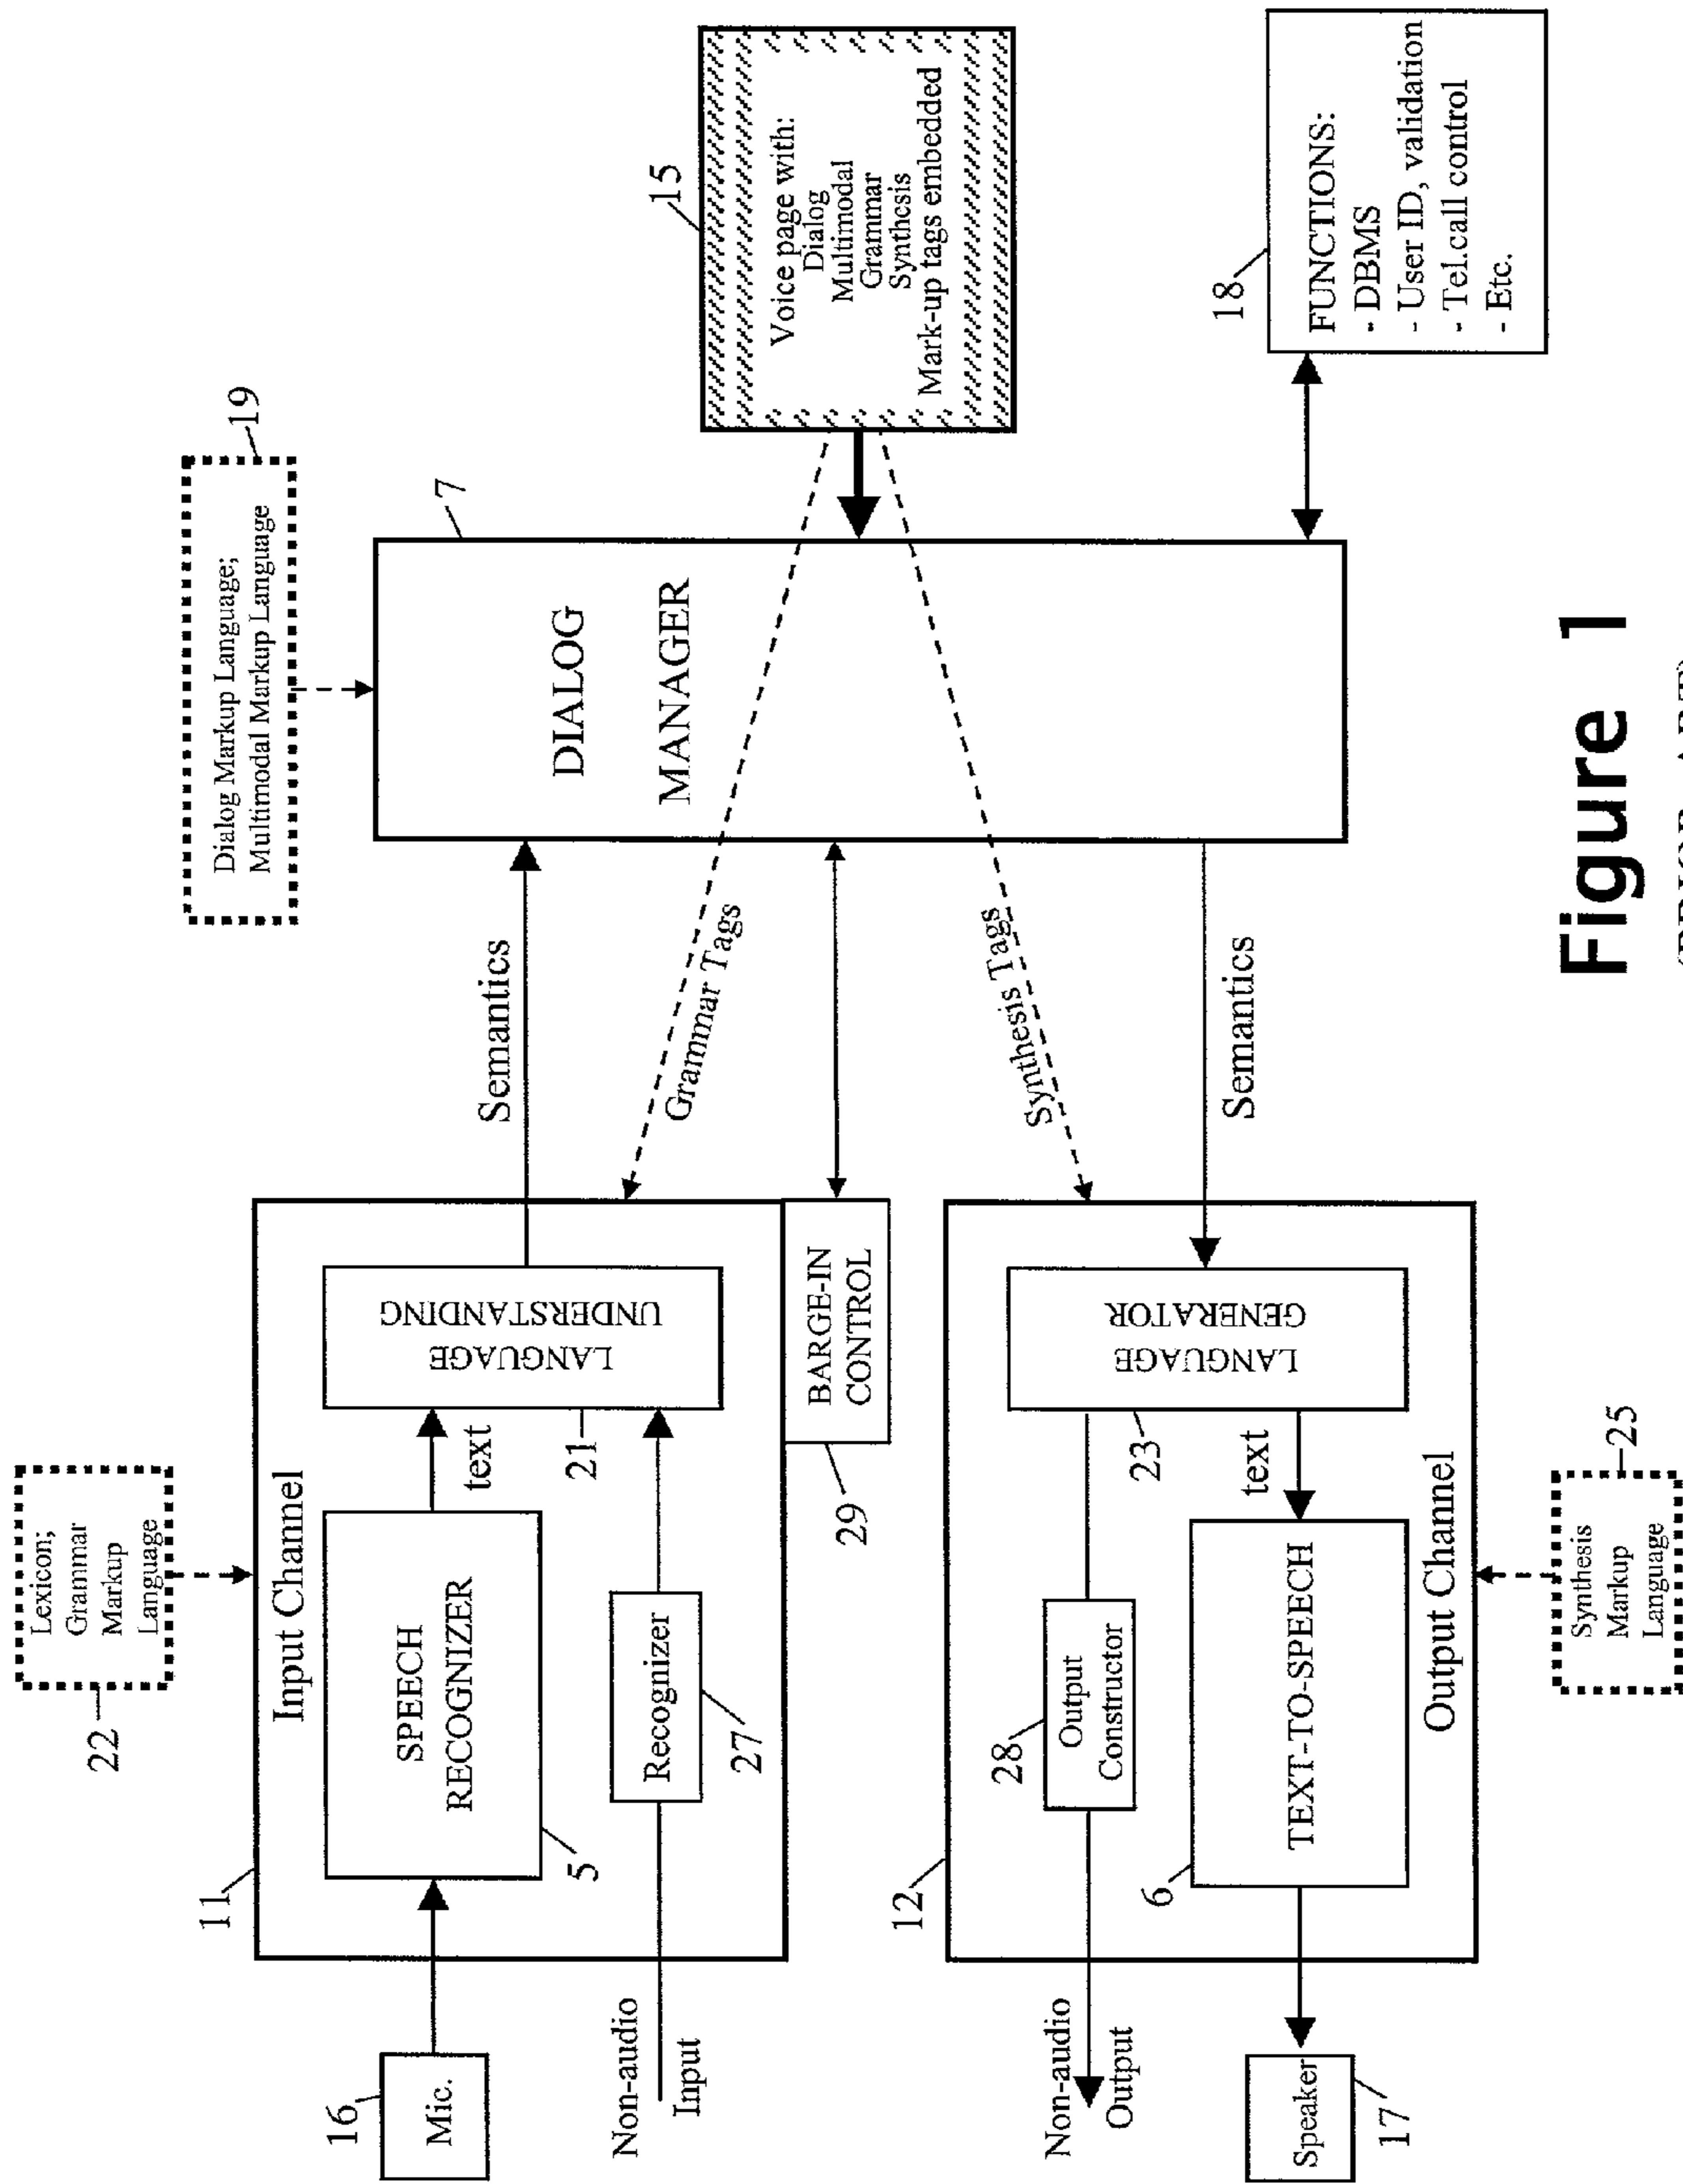 22
Lexicon;
Grammar
Markup
Language
19
Dialog Markup Language;
Multimodal Markup Language
11
Input Channel
16
Mic.
SPEECH
RECOGNIZER
5
text
LANGUAGE
UNDERSTANDING
21
Non-audio
Input
Recognizer
27
Semantics
Grammar Tags
BARGE-IN
CONTROL
29
7
DIALOG
MANAGER
15
Voice page with:
Dialog
Multimodal
Grammar
Synthesis
Mark-up tags embedded
12
Non-audio
Output
28
Output
Constructor
LANGUAGE
GENERATOR
23
text
6
TEXT-TO-SPEECH
Output Channel
Speaker
17
Synthesis Tags
Semantics
18
FUNCTIONS:
- DBMS
- User ID, validation
- Tel.call control
- Etc.
Synthesis
Markup
Language
25
Figure 1
(PRIOR ART)